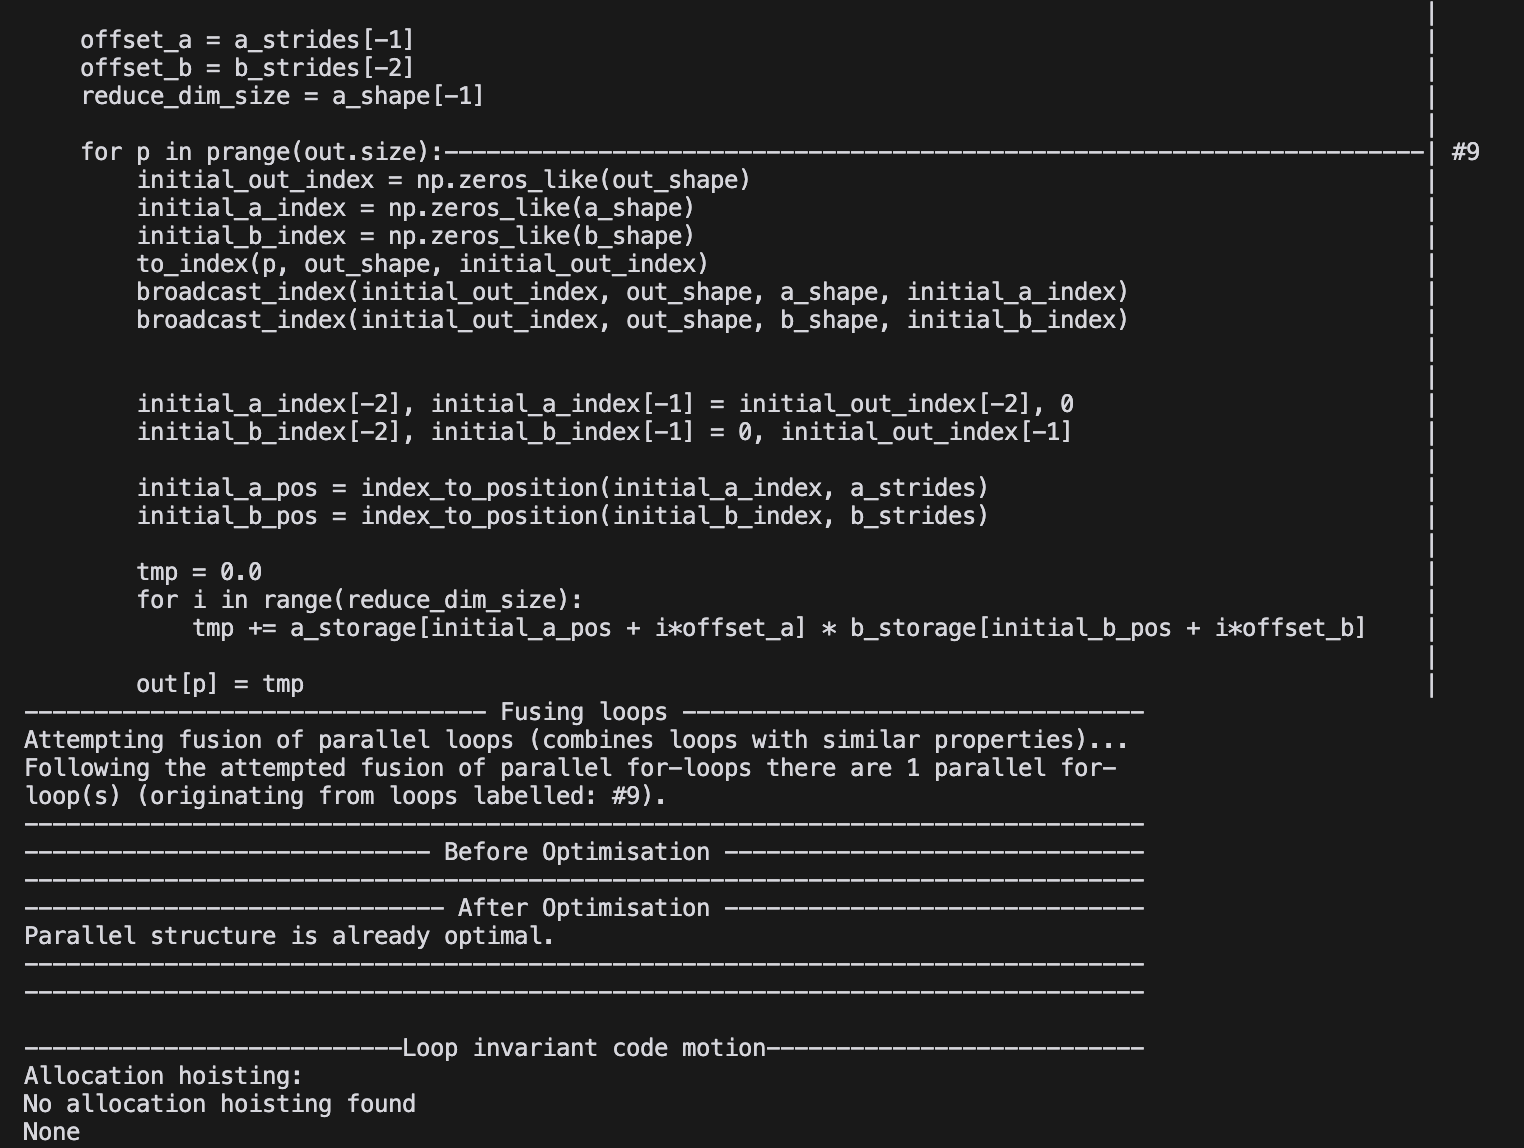 offset_a = a_strides[-1]                                                                         |
    offset_b = b_strides[-2]                                                                         |
    reduce_dim_size = a_shape[-1]                                                                    |
                                                                                                     |
    for p in prange(out.size):----------------------------------------------------------------------| #9
        initial_out_index = np.zeros_like(out_shape)                                                 |
        initial_a_index = np.zeros_like(a_shape)                                                     |
        initial_b_index = np.zeros_like(b_shape)                                                     |
        to_index(p, out_shape, initial_out_index)                                                    |
        broadcast_index(initial_out_index, out_shape, a_shape, initial_a_index)                      |
        broadcast_index(initial_out_index, out_shape, b_shape, initial_b_index)                      |
                                                                                                     |
                                                                                                     |
        initial_a_index[-2], initial_a_index[-1] = initial_out_index[-2], 0                          |
        initial_b_index[-2], initial_b_index[-1] = 0, initial_out_index[-1]                          |
                                                                                                     |
        initial_a_pos = index_to_position(initial_a_index, a_strides)                                |
        initial_b_pos = index_to_position(initial_b_index, b_strides)                                |
                                                                                                     |
        tmp = 0.0                                                                                    |
        for i in range(reduce_dim_size):                                                             |
            tmp += a_storage[initial_a_pos + i*offset_a] * b_storage[initial_b_pos + i*offset_b]     |
                                                                                                     |
        out[p] = tmp                                                                                 |
--------------------------------- Fusing loops ---------------------------------
Attempting fusion of parallel loops (combines loops with similar properties)...
Following the attempted fusion of parallel for-loops there are 1 parallel for-
loop(s) (originating from loops labelled: #9).
--------------------------------------------------------------------------------
----------------------------- Before Optimisation ------------------------------
--------------------------------------------------------------------------------
------------------------------ After Optimisation ------------------------------
Parallel structure is already optimal.
--------------------------------------------------------------------------------
--------------------------------------------------------------------------------

---------------------------Loop invariant code motion---------------------------
Allocation hoisting:
No allocation hoisting found
None